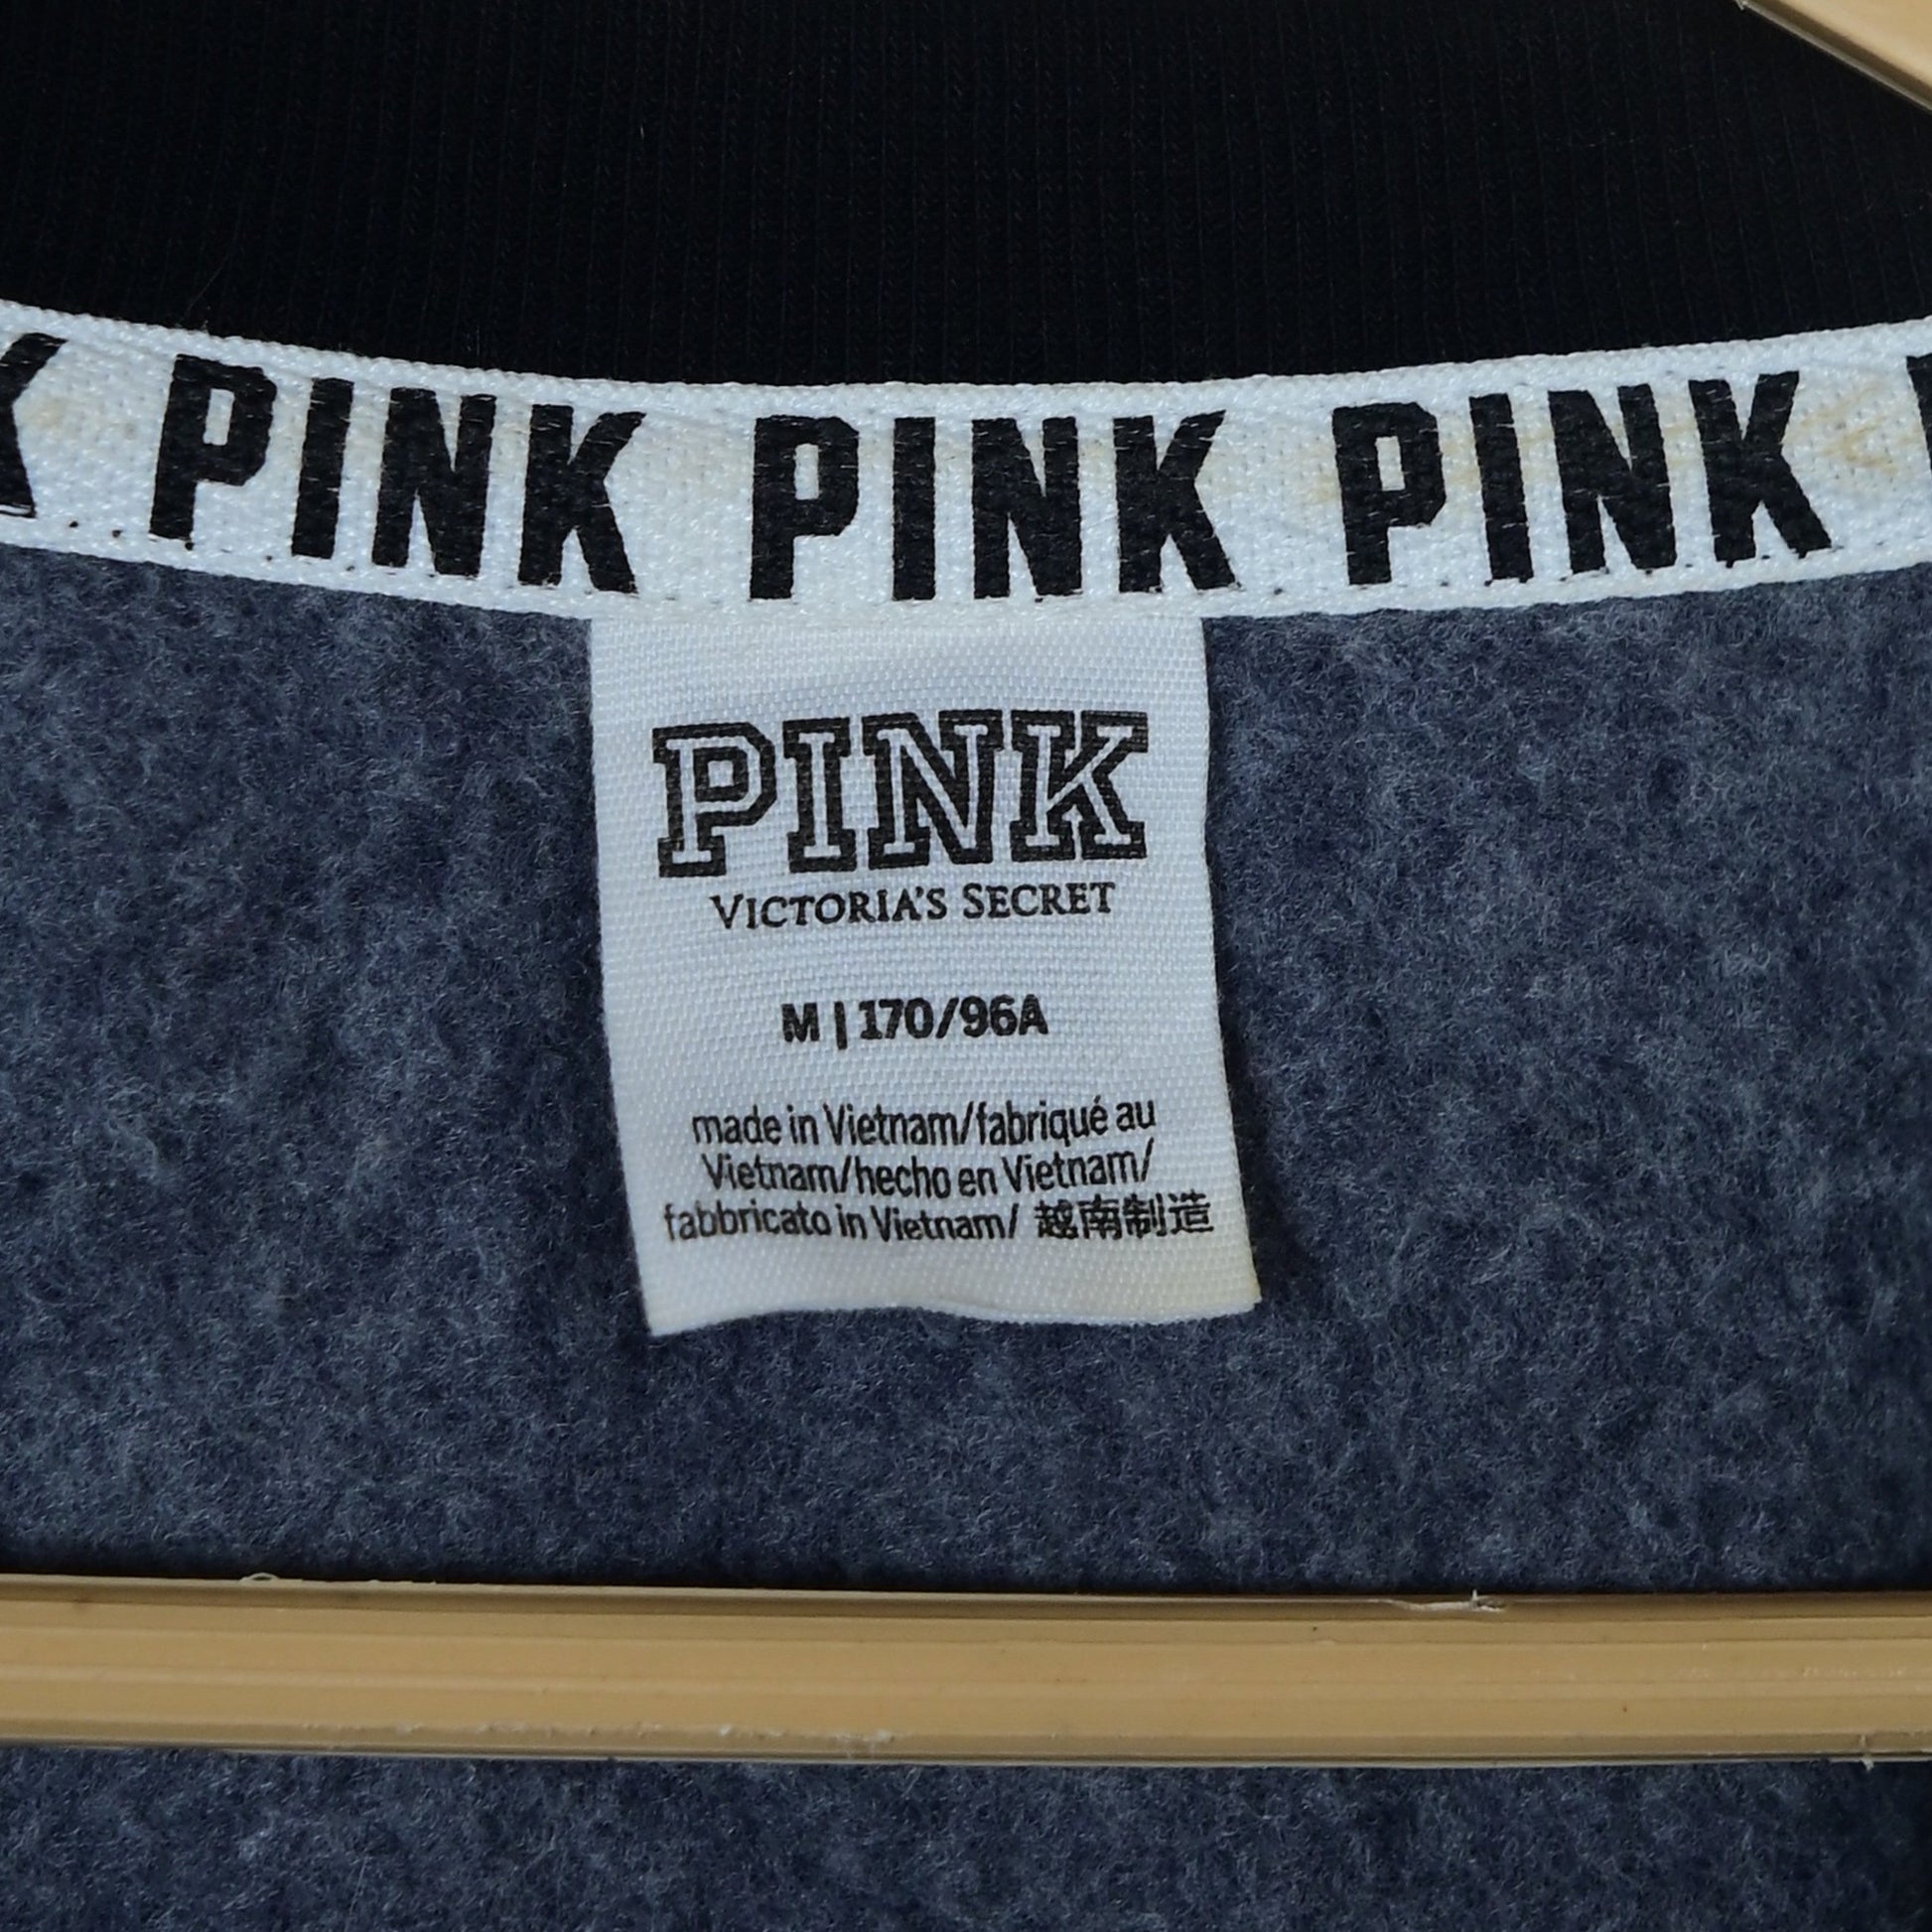 K PINK PINK PINK
PINK
VICTORIA'S SECRET
M | 170/96A
made in Vietnam/fabriqué au
Vietnam/hecho en Vietnam/
fabbricato in Vietnam/ 越南制造